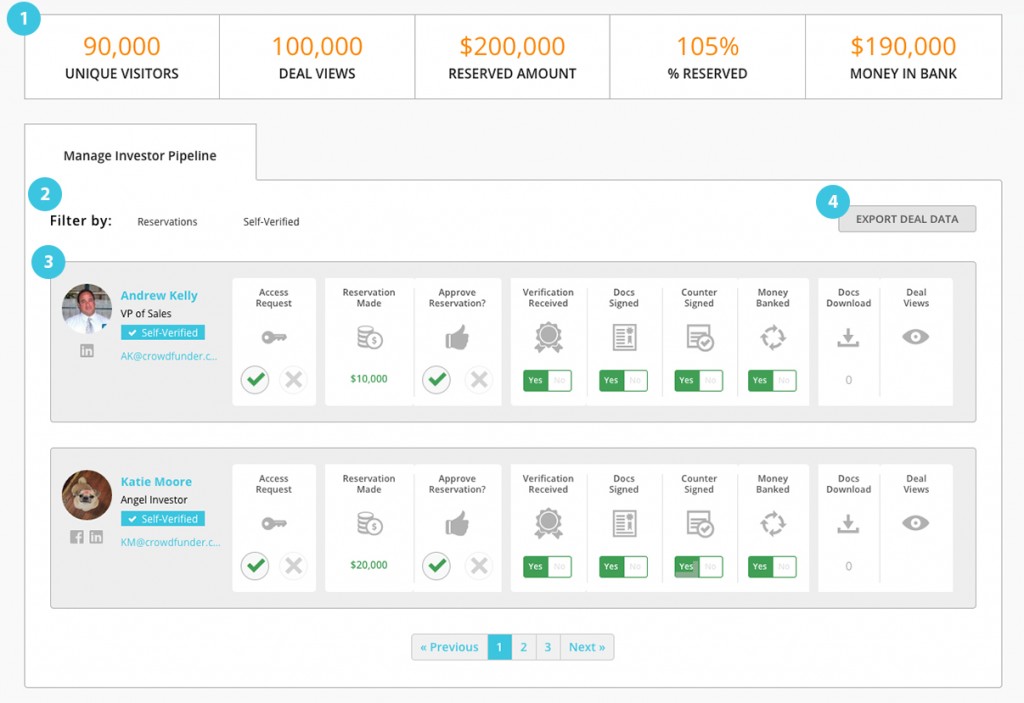 1
90,000
UNIQUE VISITORS
100,000
DEAL VIEWS
$200,000
RESERVED AMOUNT
105%
% RESERVED
$190,000
MONEY IN BANK
Manage Investor Pipeline
2
Filter by: Reservations Self-Verified
4
EXPORT DEAL DATA
3
Andrew Kelly
VP of Sales
Self-Verified
in
AK@crowdfunder.c...
Access
Request
Reservation
Made
$
$10,000
Approve
Reservation?
Verification
Received
Yes No
Docs
Signed
Yes No
Counter
Signed
Yes No
Money
Banked
Yes No
Docs
Download
0
Deal
Views
Katie Moore
Angel Investor
Self-Verified
f in
KM@crowdfunder.c...
Access
Request
Reservation
Made
$
$20,000
Approve
Reservation?
Verification
Received
Yes No
Docs
Signed
Yes No
Counter
Signed
Yes No
Money
Banked
Yes No
Docs
Download
0
Deal
Views
« Previous 1 2 3 Next »